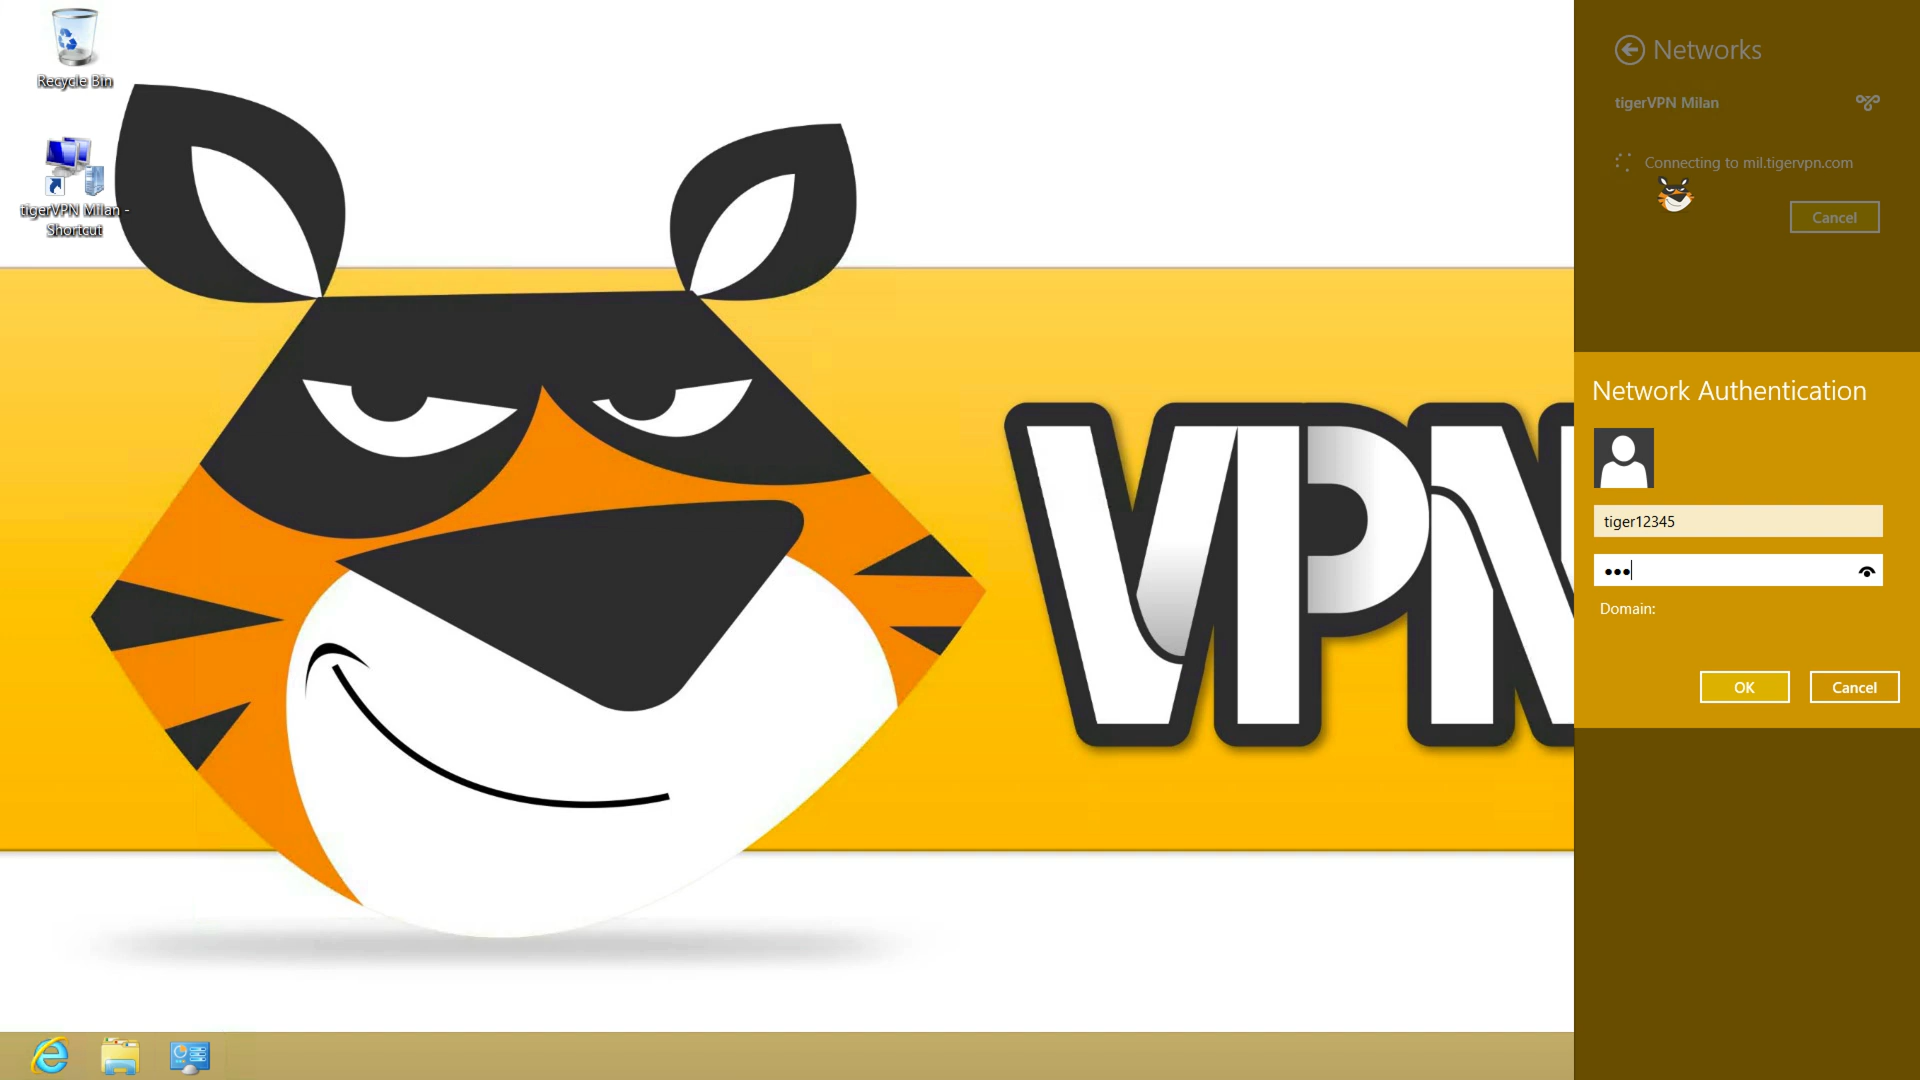 Recycle Bin
tigerVPN Milan -
Shortcut
VPN
Networks
tigerVPN Milan
Connecting to mil.tigervpn.com
Cancel
Network Authentication
tiger12345
●●●
Domain:
OK
Cancel